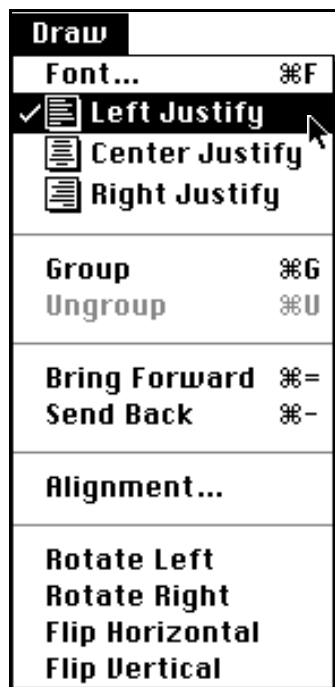 Draw
Font... ⌘F
✓ Left Justify
Center Justify
Right Justify
Group ⌘G
Ungroup ⌘U
Bring Forward ⌘=
Send Back ⌘-
Alignment...
Rotate Left
Rotate Right
Flip Horizontal
Flip Vertical